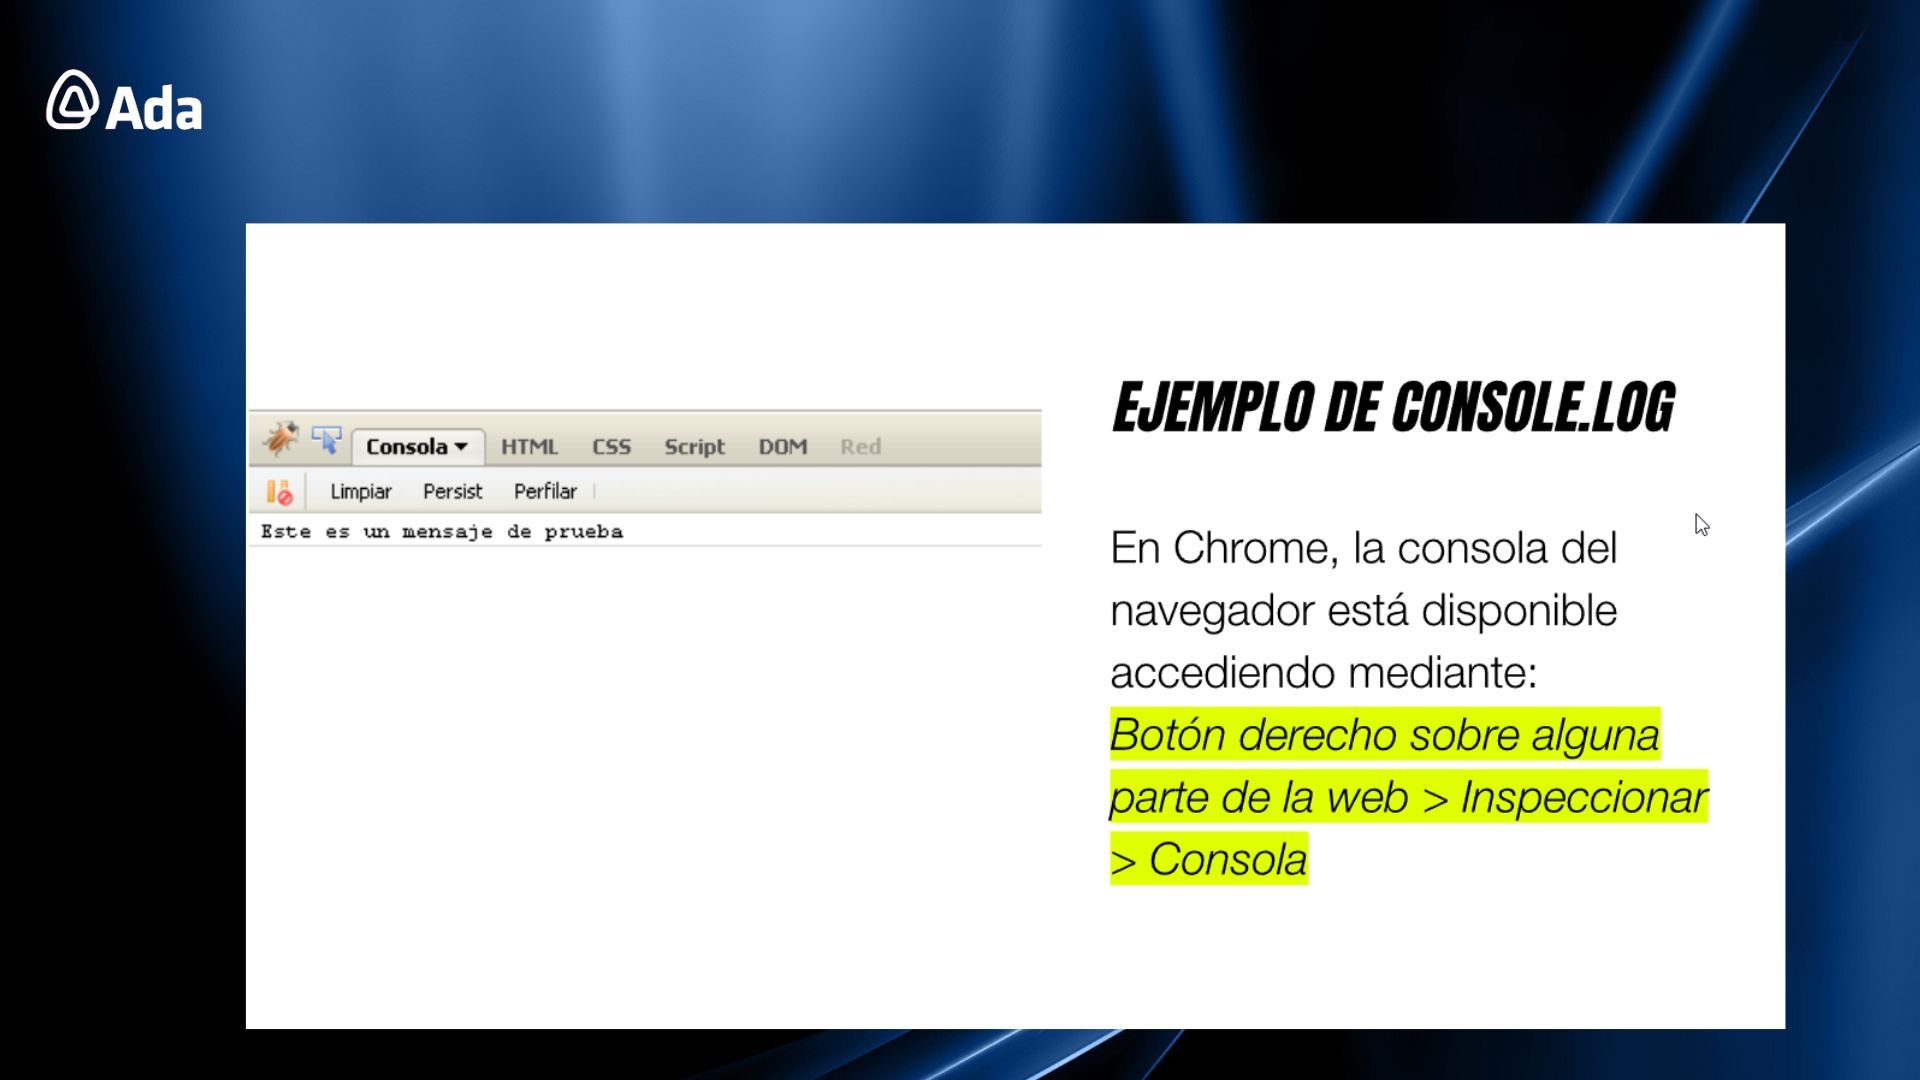 Ada
Consola HTML CSS Script DOM Red
Limpiar Persist Perfilar
Este es un mensaje de prueba
EJEMPLO DE CONSOLE.LOG
En Chrome, la consola del
navegador está disponible
accediendo mediante:
Botón derecho sobre alguna
parte de la web > Inspeccionar
> Consola